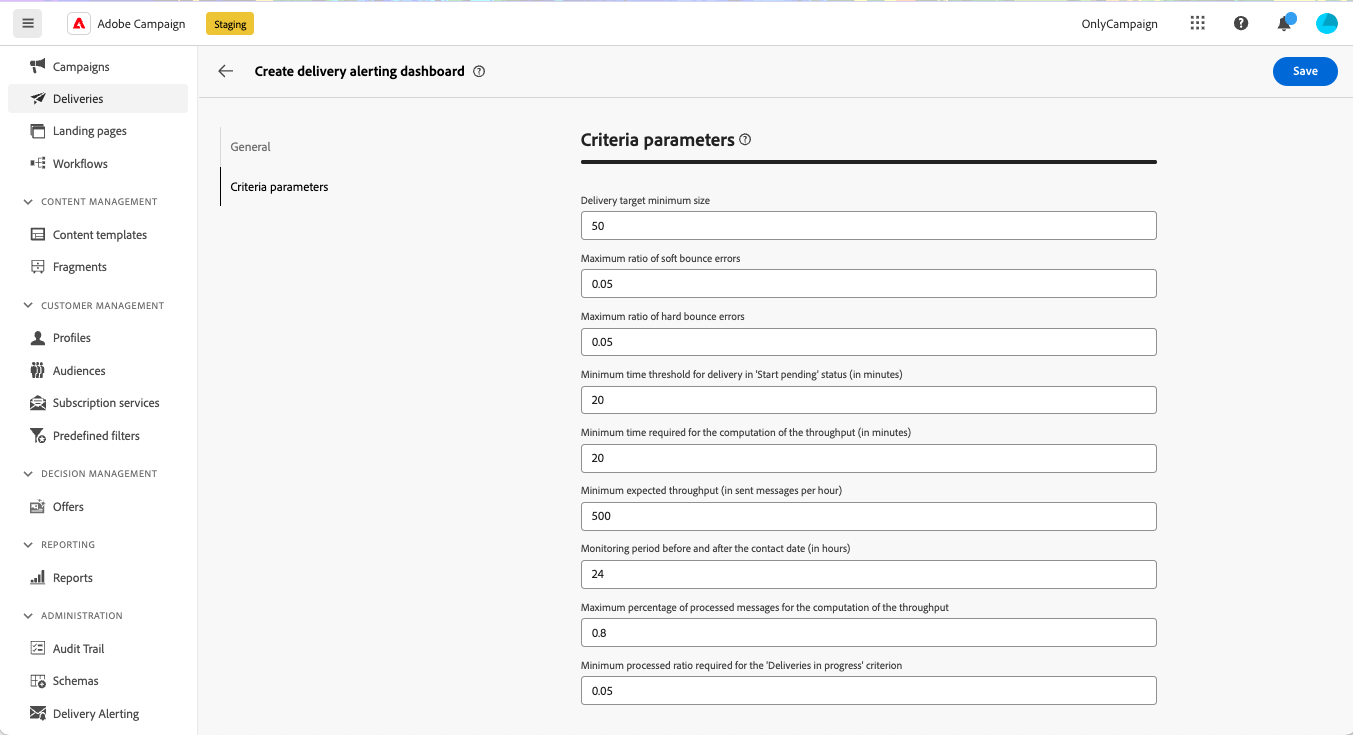 Adobe Campaign
Staging
OnlyCampaign
Campaigns
Deliveries
Landing pages
Workflows
CONTENT MANAGEMENT
Content templates
Fragments
CUSTOMER MANAGEMENT
Profiles
Audiences
Subscription services
Predefined filters
DECISION MANAGEMENT
Offers
REPORTING
Reports
ADMINISTRATION
Audit Trail
Schemas
Delivery Alerting
Create delivery alerting dashboard
Save
General
Criteria parameters
Criteria parameters
Delivery target minimum size
50
Maximum ratio of soft bounce errors
0.05
Maximum ratio of hard bounce errors
0.05
Minimum time threshold for delivery in 'Start pending' status (in minutes)
20
Minimum time required for the computation of the throughput (in minutes)
20
Minimum expected throughput (in sent messages per hour)
500
Monitoring period before and after the contact date (in hours)
24
Maximum percentage of processed messages for the computation of the throughput
0.8
Minimum processed ratio required for the 'Deliveries in progress' criterion
0.05